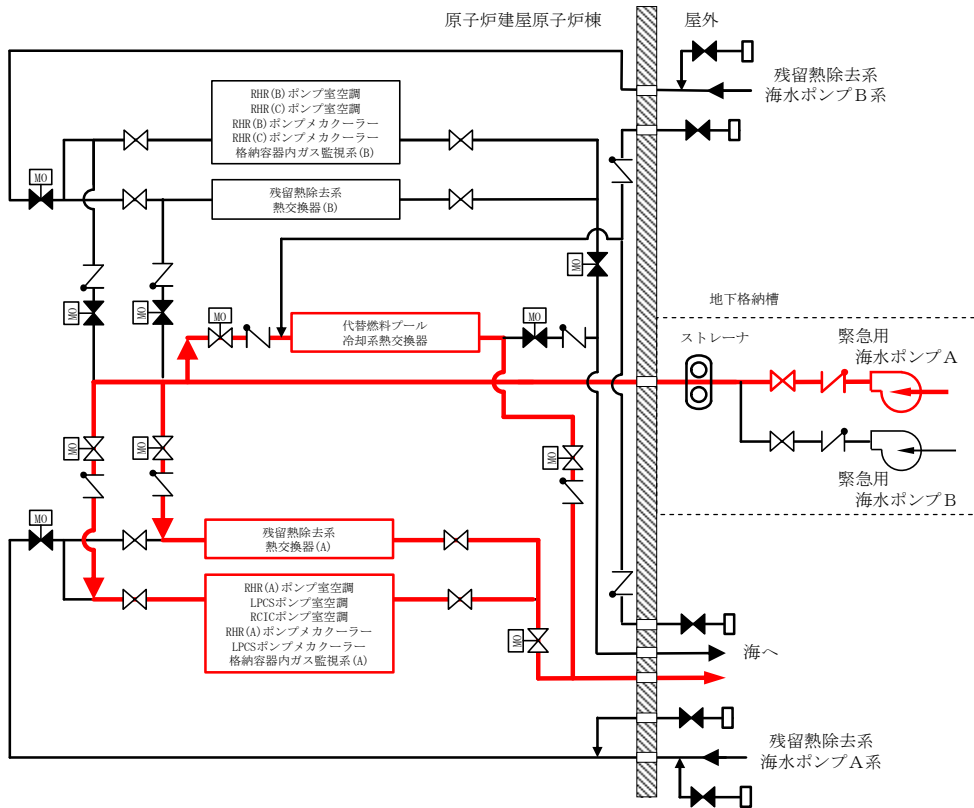 原子炉建屋原子炉棟
屋外
残留熱除去系
海水ポンプB系
RHR(B)ポンプ室空調
RHR(C)ポンプ室空調
RHR(B)ポンプメカクーラー
RHR(C)ポンプメカクーラー
格納容器内ガス監視系(B)
MO
残留熱除去系
熱交換器(B)
MO
MO
MO
MO
代替燃料プール
冷却系熱交換器
MO
地下格納槽
ストレーナ
緊急用
海水ポンプA
緊急用
海水ポンプB
MO
MO
MO
MO
残留熱除去系
熱交換器(A)
RHR(A)ポンプ室空調
LPCSポンプ室空調
RCICポンプ室空調
RHR(A)ポンプメカクーラー
LPCSポンプメカクーラー
格納容器内ガス監視系(A)
MO
海へ
残留熱除去系
海水ポンプA系